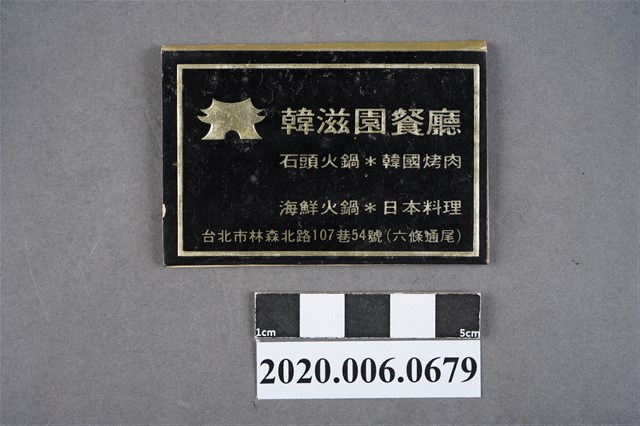 韓滋園餐廳
石頭火鍋＊韓國烤肉
海鮮火鍋＊日本料理
台北市林森北路107巷54號(六條通尾)
1cm 5cm
2020.006.0679